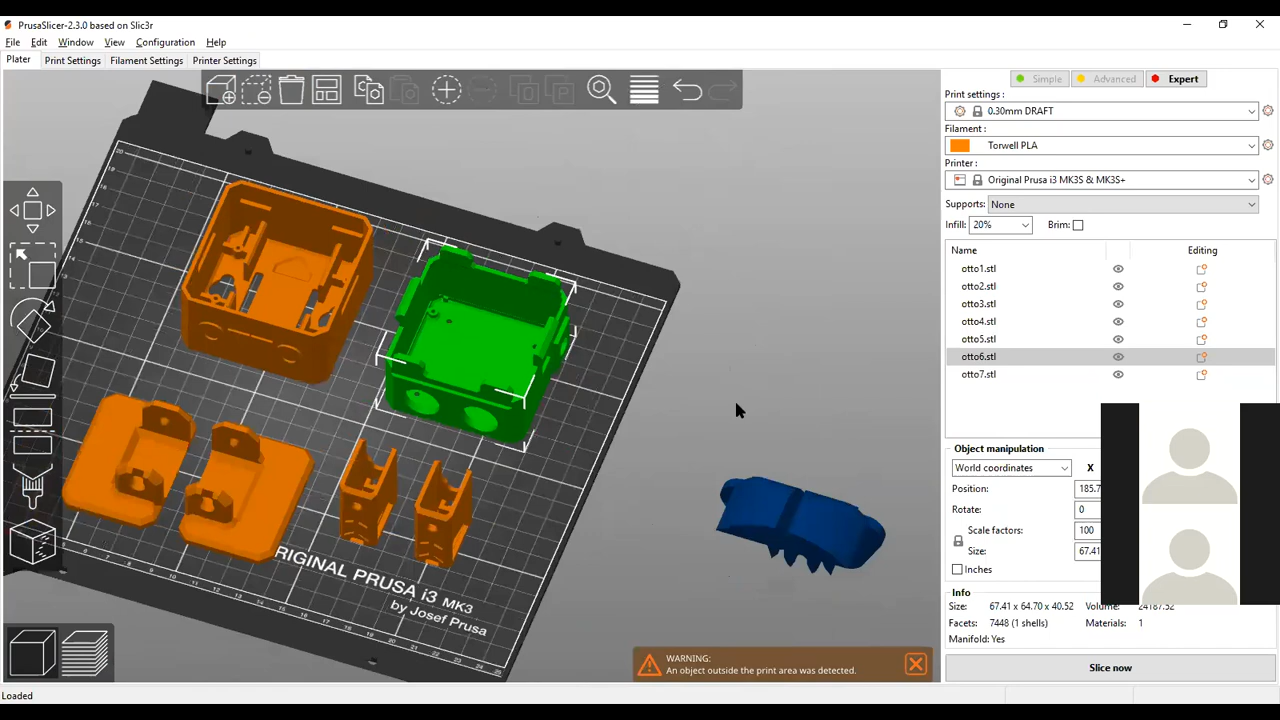 PrusaSlicer-2.3.0 based on Slic3r
File Edit Window View Configuration Help
Plater Print Settings Filament Settings Printer Settings
Simple Advanced Expert
Print settings :
0.30mm DRAFT
Filament :
Torwell PLA
Printer :
Original Prusa i3 MK3S & MK3S+
Supports: None
Infill: 20% Brim:
Name Editing
otto1.stl
otto2.stl
otto3.stl
otto4.stl
otto5.stl
otto6.stl
otto7.stl
Object manipulation
World coordinates X
Position: 185.7
Rotate: 0
Scale factors: 100
Size: 67.41
Inches
Info
Size: 67.41 x 64.70 x 40.52 Volume: 24187.52
Facets: 7448 (1 shells) Materials: 1
Manifold: Yes
Slice now
RIGINAL PRUSA i3 MK3
by Josef Prusa
WARNING:
An object outside the print area was detected.
Loaded